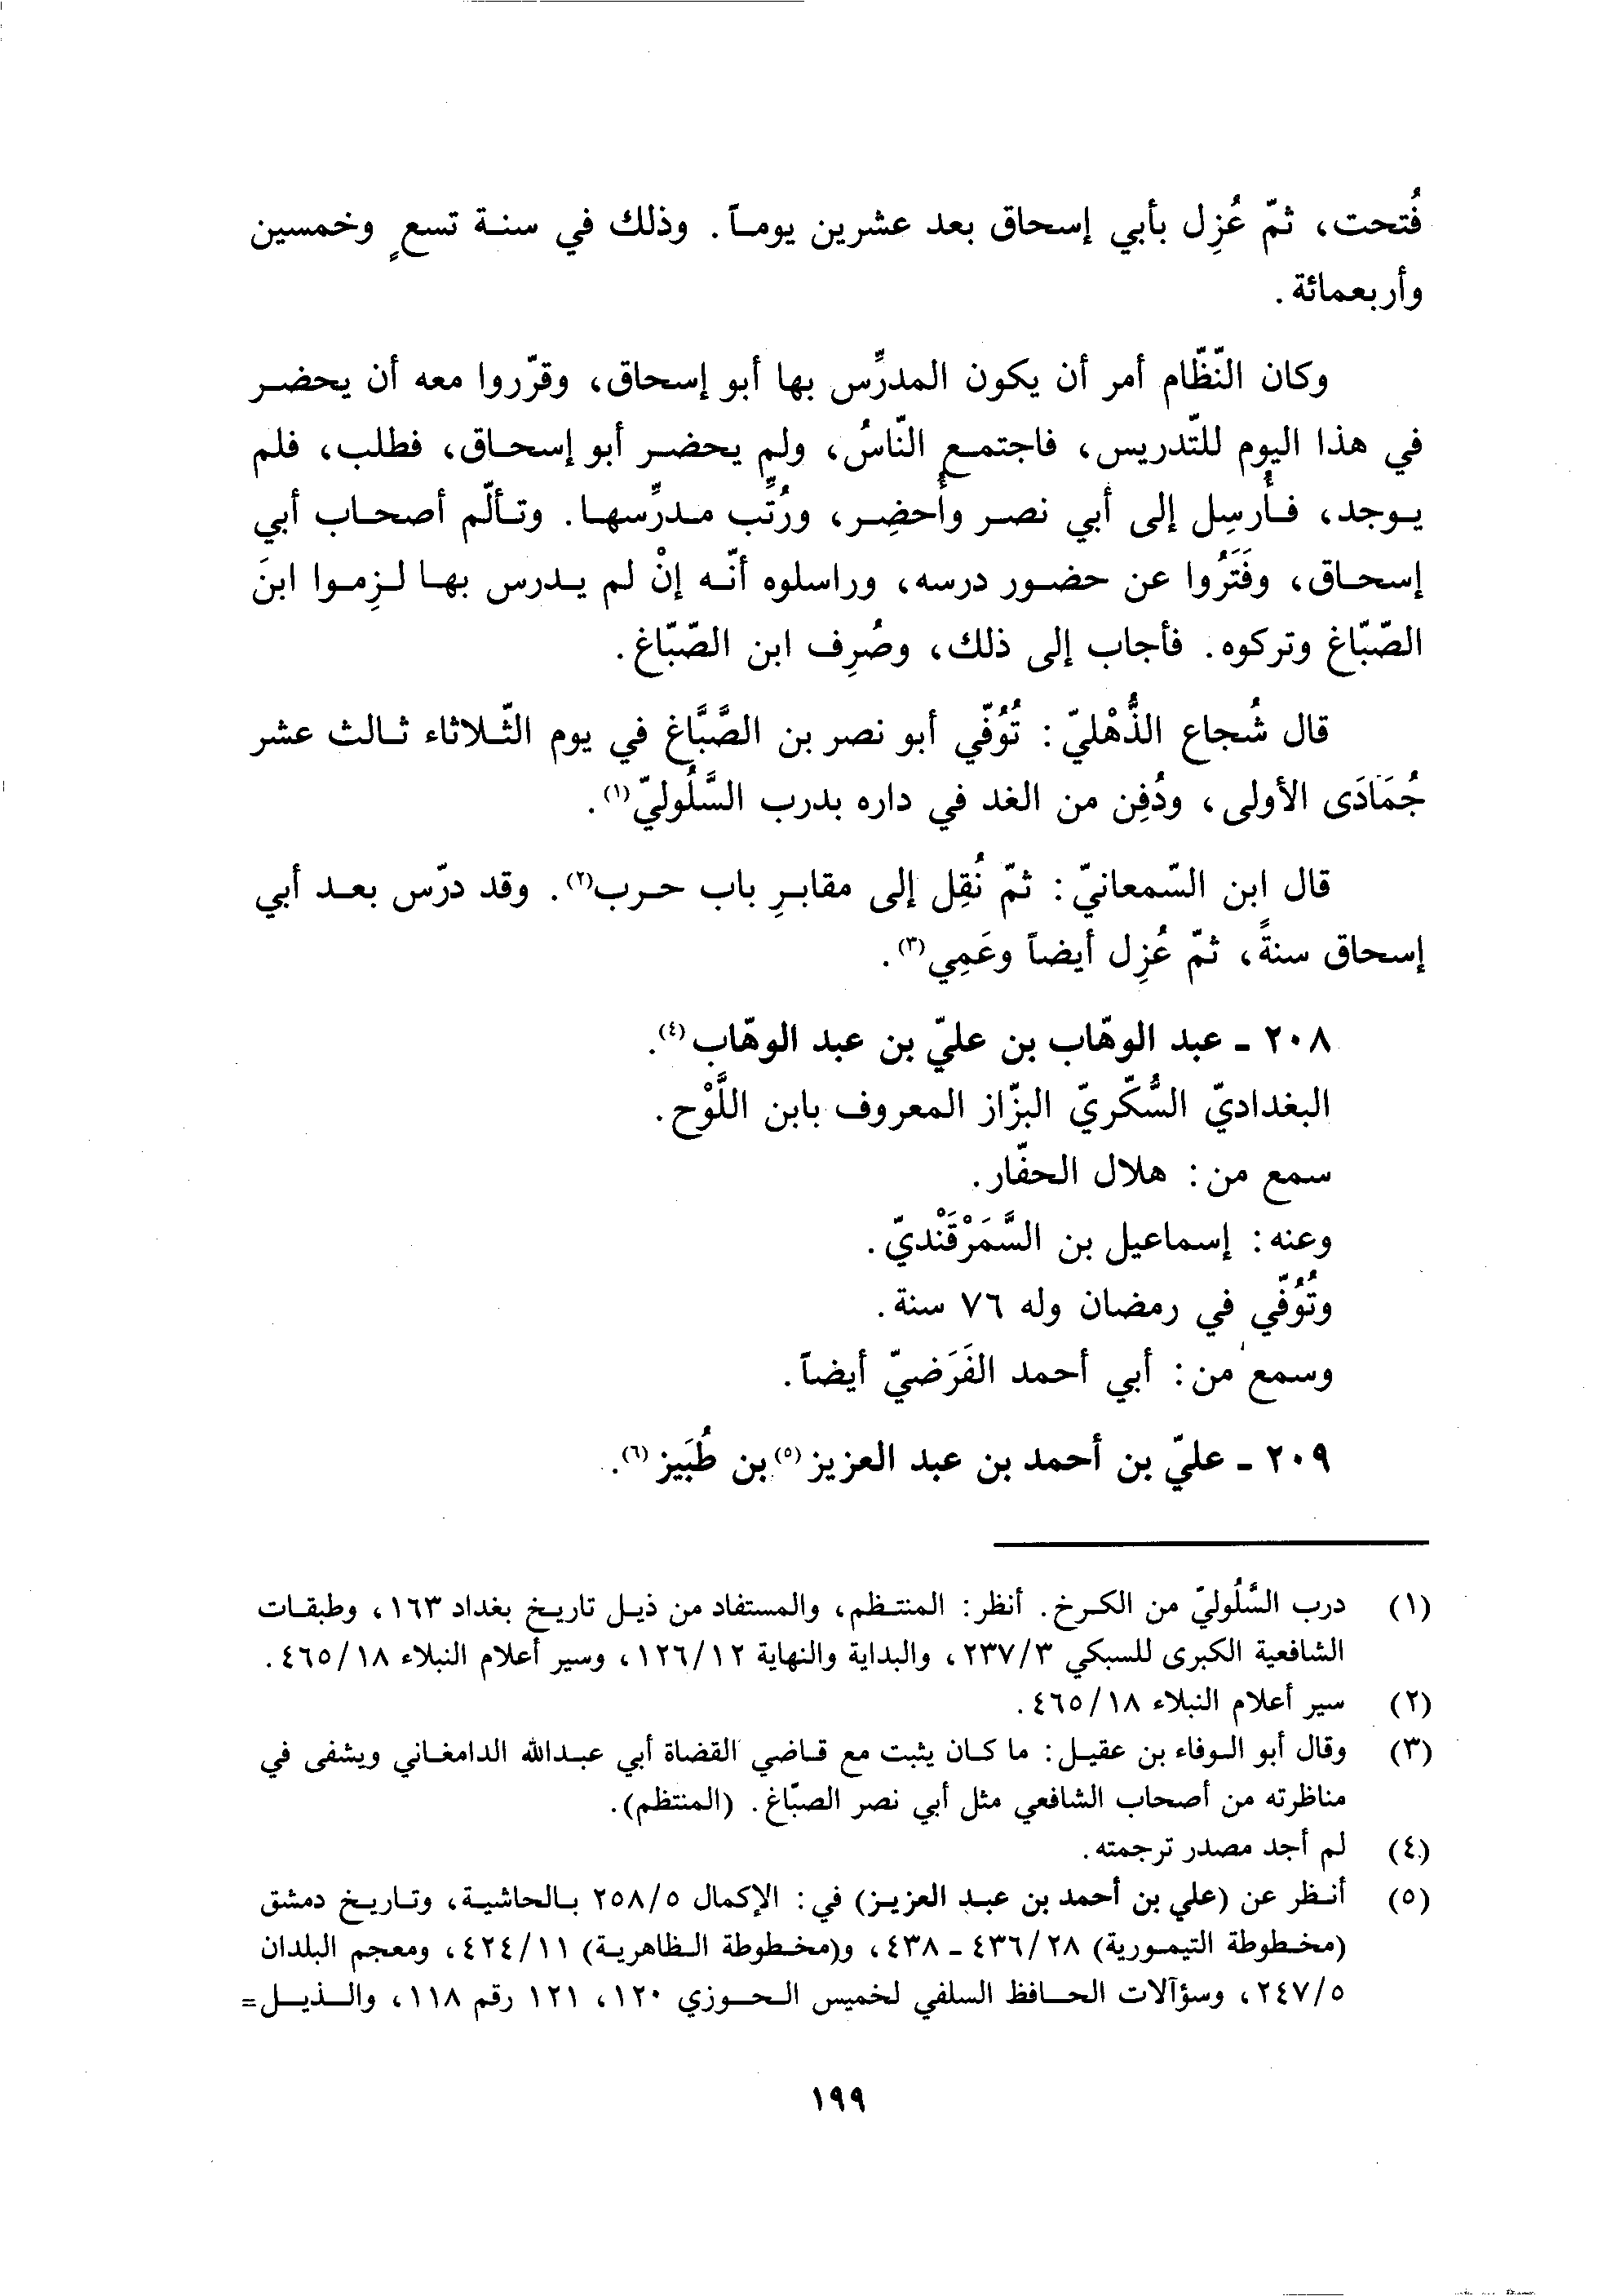 فُتحت، ثمّ عُزِل بأبي إسحاق بعد عشرين يوماً. وذلك في سنة تسعٍ وخمسين
وأربعمائة.
وكان النّظّام أمر أن يكون المدرِّس بها أبو إسحاق، وقرّروا معه أن يحضر
في هذا اليوم للتّدريس، فاجتمع النّاسُ، ولم يحضر أبو إسحاق، فطلب، فلم
يوجد، فأُرسِل إلى أبي نصر وأُحضِر، ورُتِّب مدرِّسها. وتألّم أصحاب أبي
إسحاق، وفَتَرُوا عن حضور درسه، وراسلوه أنّه إنْ لم يدرس بها لزِموا ابنَ
الصّبّاغ وتركوه. فأجاب إلى ذلك، وصُرِف ابن الصّبّاغ.
قال شُجاع الذُّهْليّ: تُوُفّي أبو نصر بن الصَّبَّاغ في يوم الثّلاثاء ثالث عشر
جُمَادَى الأولى، ودُفِن من الغد في داره بدرب السَّلُوليّ(١).
قال ابن السّمعانيّ: ثمّ نُقِل إلى مقابرِ باب حرب(٢). وقد درّس بعد أبي
إسحاق سنةً، ثمّ عُزِل أيضاً وعَمِي(٣).
٢٠٨ - عبد الوهّاب بن عليّ بن عبد الوهّاب(٤).
البغداديّ السُّكّريّ البزّاز المعروف بابن اللَّوْح.
سمع من: هلال الحفّار.
وعنه: إسماعيل بن السَّمَرْقَنْديّ.
وتُوُفّي في رمضان وله ٧٦ سنة.
وسمع من: أبي أحمد الفَرَضيّ أيضاً.
٢٠٩ - عليّ بن أحمد بن عبد العزيز(٥) بن طُبَيز(٦).
(١) درب السَّلُوليّ من الكرخ. أنظر: المنتظم، والمستفاد من ذيل تاريخ بغداد ١٦٣، وطبقات
الشافعية الكبرى للسبكي ٢٣٧/٣، والبداية والنهاية ١٢٦/١٢، وسير أعلام النبلاء ٤٦٥/١٨.
(٢) سير أعلام النبلاء ٤٦٥/١٨.
(٣) وقال أبو الوفاء بن عقيل: ما كان يثبت مع قاضي القضاة أبي عبدالله الدامغاني ويشفى في
مناظرته من أصحاب الشافعي مثل أبي نصر الصبّاغ. (المنتظم).
(٤) لم أجد مصدر ترجمته.
(٥) أنظر عن (علي بن أحمد بن عبد العزيز) في: الإكمال ٢٥٨/٥ بالحاشية، وتاريخ دمشق
(مخطوطة التيمورية) ٤٣٦/٢٨ - ٤٣٨، و(مخطوطة الظاهرية) ٤٢٤/١١، ومعجم البلدان
٢٤٧/٥، وسؤآلات الحافظ السلفي لخميس الحوزي ١٢٠، ١٢١ رقم ١١٨، والذيل=
١٩٩